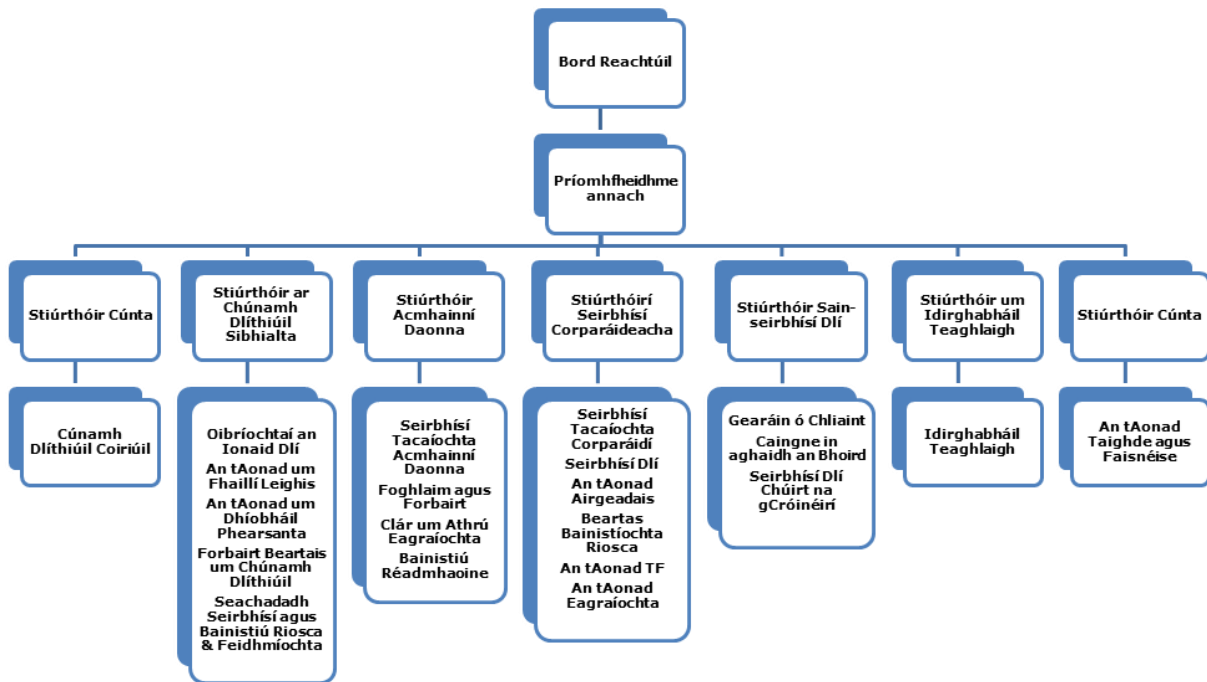 Bord Reachtúil
Príomhfheidhme
annach
Stiúrthóir Cúnta
Stiúrthóir ar
Chúnamh
Dlíthiúil
Sibhialta
Stiúrthóir
Acmhainní
Daonna
Stiúrthóirí
Seirbhísí
Corparáideacha
Stiúrthóir Sain-
seirbhísí Dlí
Stiúrthóir um
Idirghabháil
Teaghlaigh
Stiúrthóir Cúnta
Cúnamh
Dlíthiúil Coiriúil
Oibríochtaí an
Ionaid Dlí
An tAonad um
Fhaillí Leighis
An tAonad um
Dhíobháil
Phearsanta
Forbairt Beartais
um Chúnamh
Dlíthiúil
Seachadadh
Seirbhísí agus
Bainistiú Riosca
& Feidhmíochta
Seirbhísí
Tacaíochta
Acmhainní
Daonna
Foghlaim agus
Forbairt
Clár um Athrú
Eagraíochta
Bainistiú
Réadmhaoine
Seirbhísí
Tacaíochta
Corparáidí
Seirbhísí Dlí
An tAonad
Airgeadais
Beartas
Bainistíochta
Riosca
An tAonad TF
An tAonad
Eagraíochta
Gearáin ó Chliaint
Caingne in
aghaidh an Bhoird
Seirbhísí Dlí
Chúirt na
gCróinéirí
Idirghabháil
Teaghlaigh
An tAonad
Taighde agus
Faisnéise